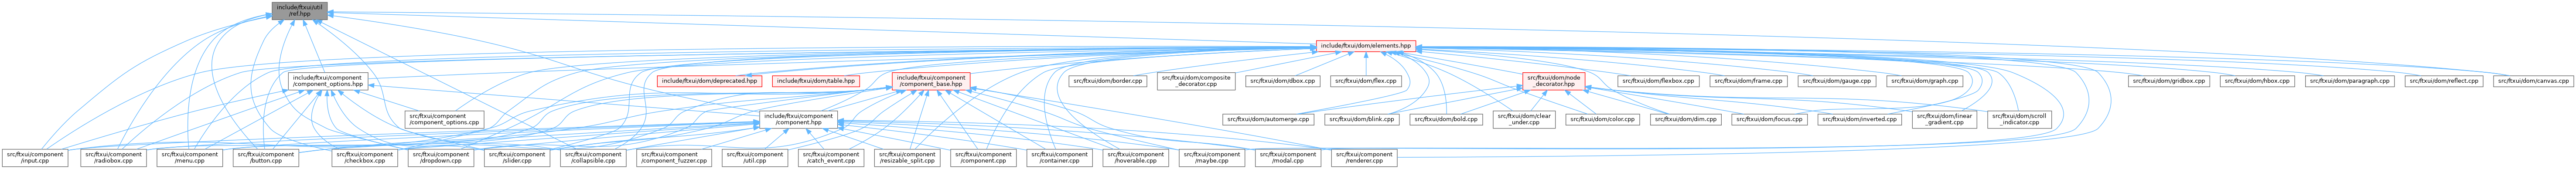 include/ftxui/util
/ref.hpp
include/ftxui/dom/elements.hpp
include/ftxui/component
/component_options.hpp
include/ftxui/dom/deprecated.hpp
include/ftxui/dom/table.hpp
include/ftxui/component
/component_base.hpp
src/ftxui/dom/border.cpp
src/ftxui/dom/composite
_decorator.cpp
src/ftxui/dom/dbox.cpp
src/ftxui/dom/flex.cpp
src/ftxui/dom/node
_decorator.hpp
src/ftxui/dom/flexbox.cpp
src/ftxui/dom/frame.cpp
src/ftxui/dom/gauge.cpp
src/ftxui/dom/graph.cpp
src/ftxui/dom/gridbox.cpp
src/ftxui/dom/hbox.cpp
src/ftxui/dom/paragraph.cpp
src/ftxui/dom/reflect.cpp
src/ftxui/dom/canvas.cpp
src/ftxui/component
/component_options.cpp
include/ftxui/component
/component.hpp
src/ftxui/dom/automerge.cpp
src/ftxui/dom/blink.cpp
src/ftxui/dom/bold.cpp
src/ftxui/dom/clear
_under.cpp
src/ftxui/dom/color.cpp
src/ftxui/dom/dim.cpp
src/ftxui/dom/focus.cpp
src/ftxui/dom/inverted.cpp
src/ftxui/dom/linear
_gradient.cpp
src/ftxui/dom/scroll
_indicator.cpp
src/ftxui/component
/input.cpp
src/ftxui/component
/radiobox.cpp
src/ftxui/component
/menu.cpp
src/ftxui/component
/button.cpp
src/ftxui/component
/checkbox.cpp
src/ftxui/component
/dropdown.cpp
src/ftxui/component
/slider.cpp
src/ftxui/component
/collapsible.cpp
src/ftxui/component
/component_fuzzer.cpp
src/ftxui/component
/util.cpp
src/ftxui/component
/catch_event.cpp
src/ftxui/component
/resizable_split.cpp
src/ftxui/component
/component.cpp
src/ftxui/component
/container.cpp
src/ftxui/component
/hoverable.cpp
src/ftxui/component
/maybe.cpp
src/ftxui/component
/modal.cpp
src/ftxui/component
/renderer.cpp